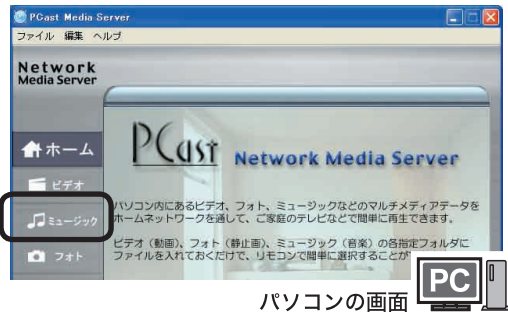 PCast Media Server
ファイル 編集 ヘルプ
Network
Media Server
PCast Network Media Server
ホーム
ビデオ
ミュージック
フォト
パソコン内にあるビデオ、フォト、ミュージックなどのマルチメディアデータを
ホームネットワークを通して、ご家庭のテレビなどで簡単に再生できます。
ビデオ（動画）、フォト（静止画）、ミュージック（音楽）の各指定フォルダに
ファイルを入れておくだけで、リモコンで簡単に選択することが
パソコンの画面
PC